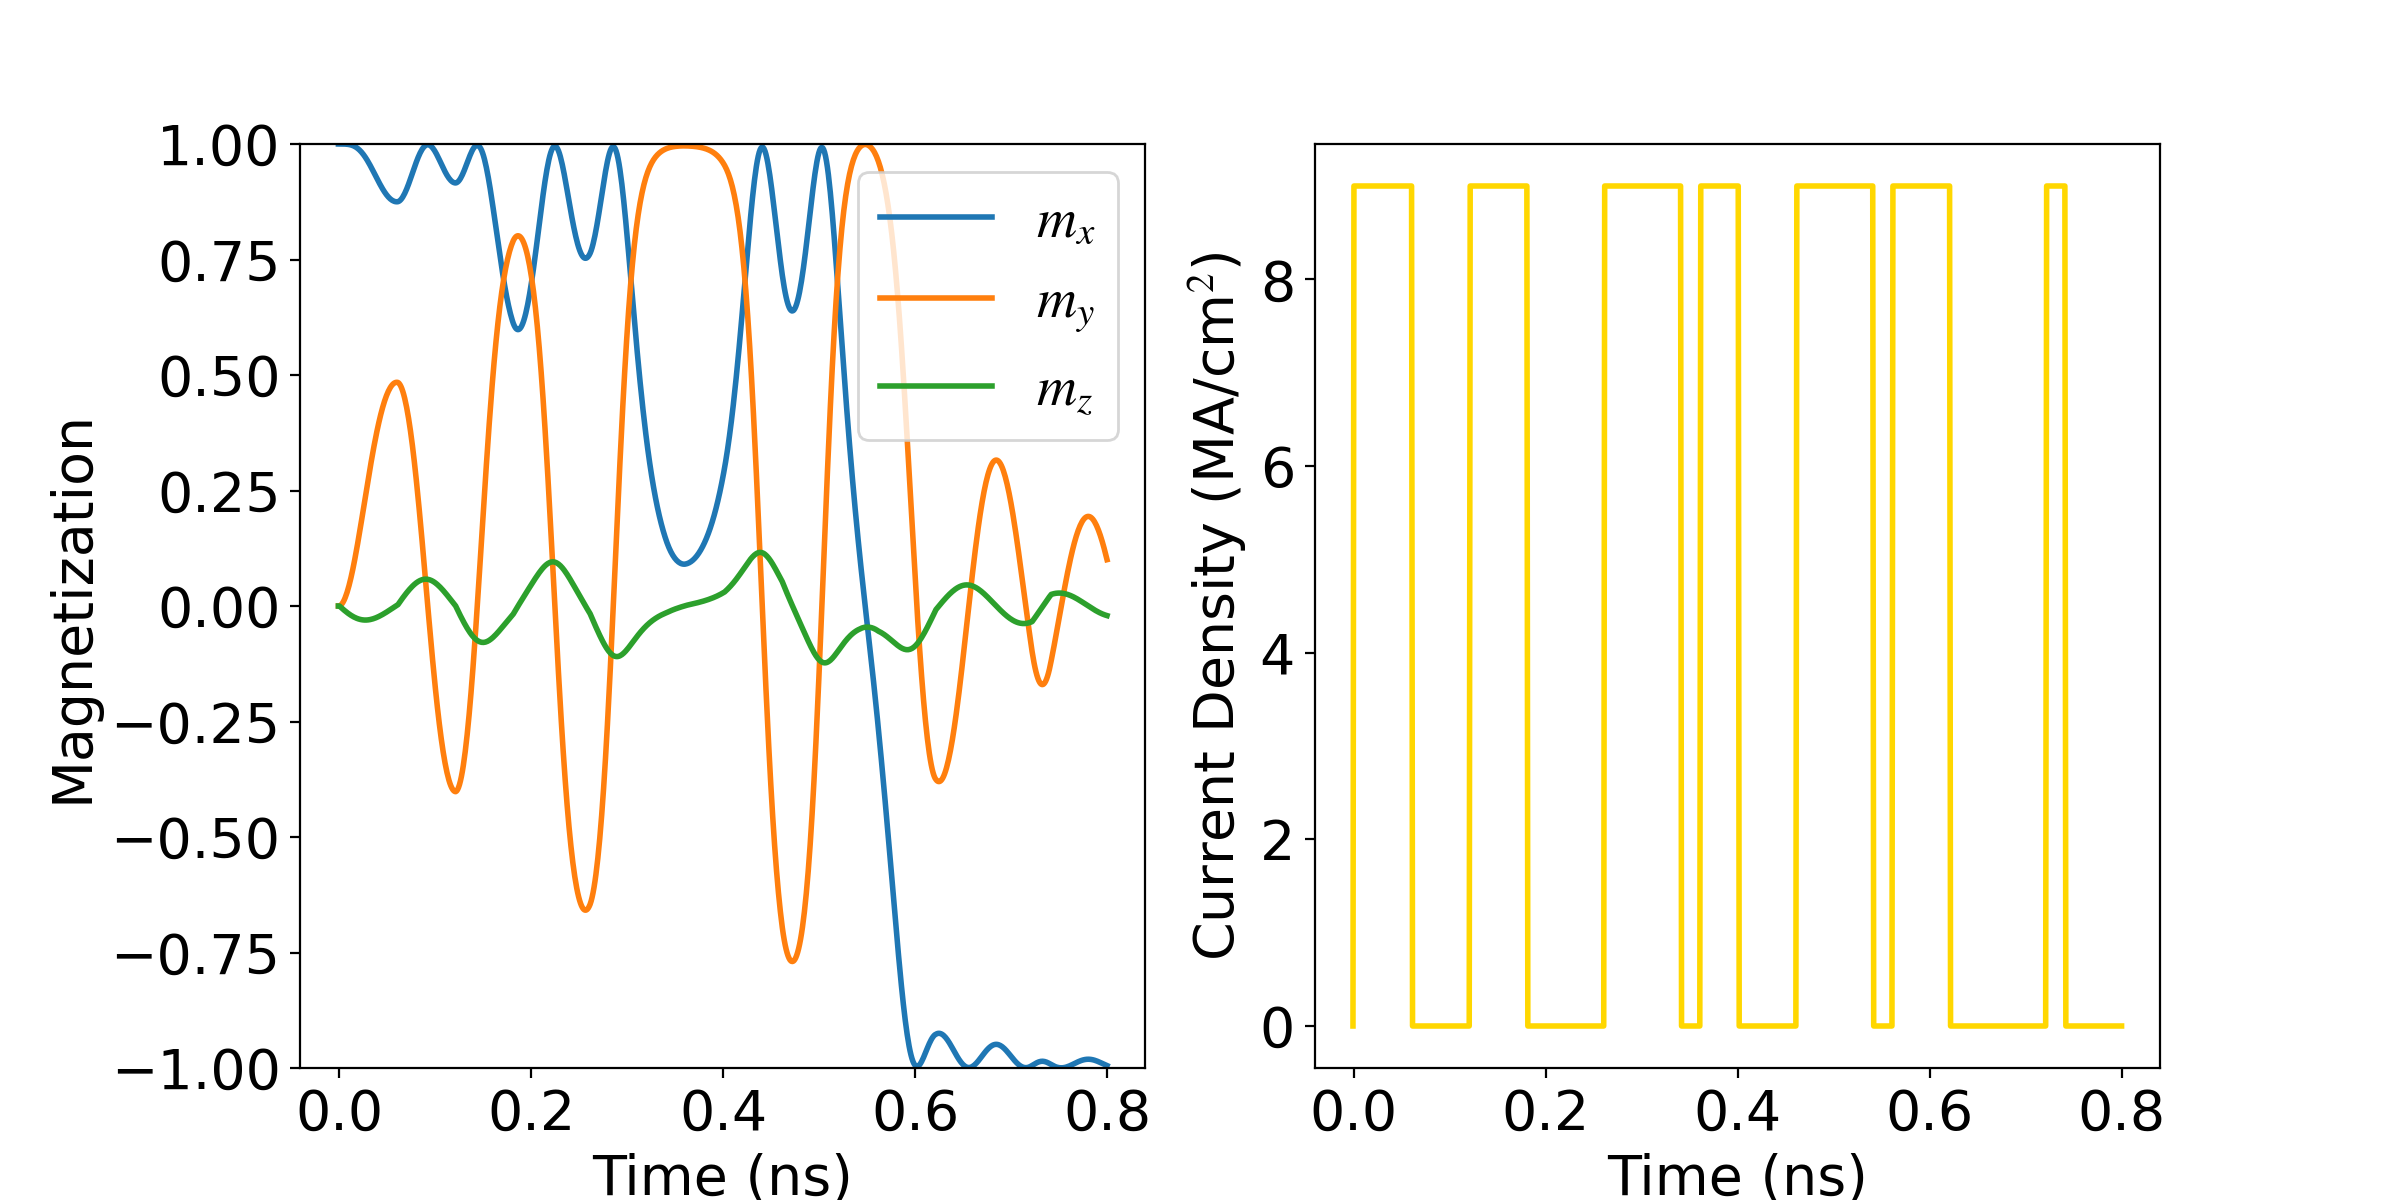 Magnetization
1.00
0.75
0.50
0.25
0.00
−0.25
−0.50
−0.75
−1.00
0.0 0.2 0.4 0.6 0.8
Time (ns)
m_x
m_y
m_z
Current Density (MA/cm²)
8
6
4
2
0
0.0 0.2 0.4 0.6 0.8
Time (ns)